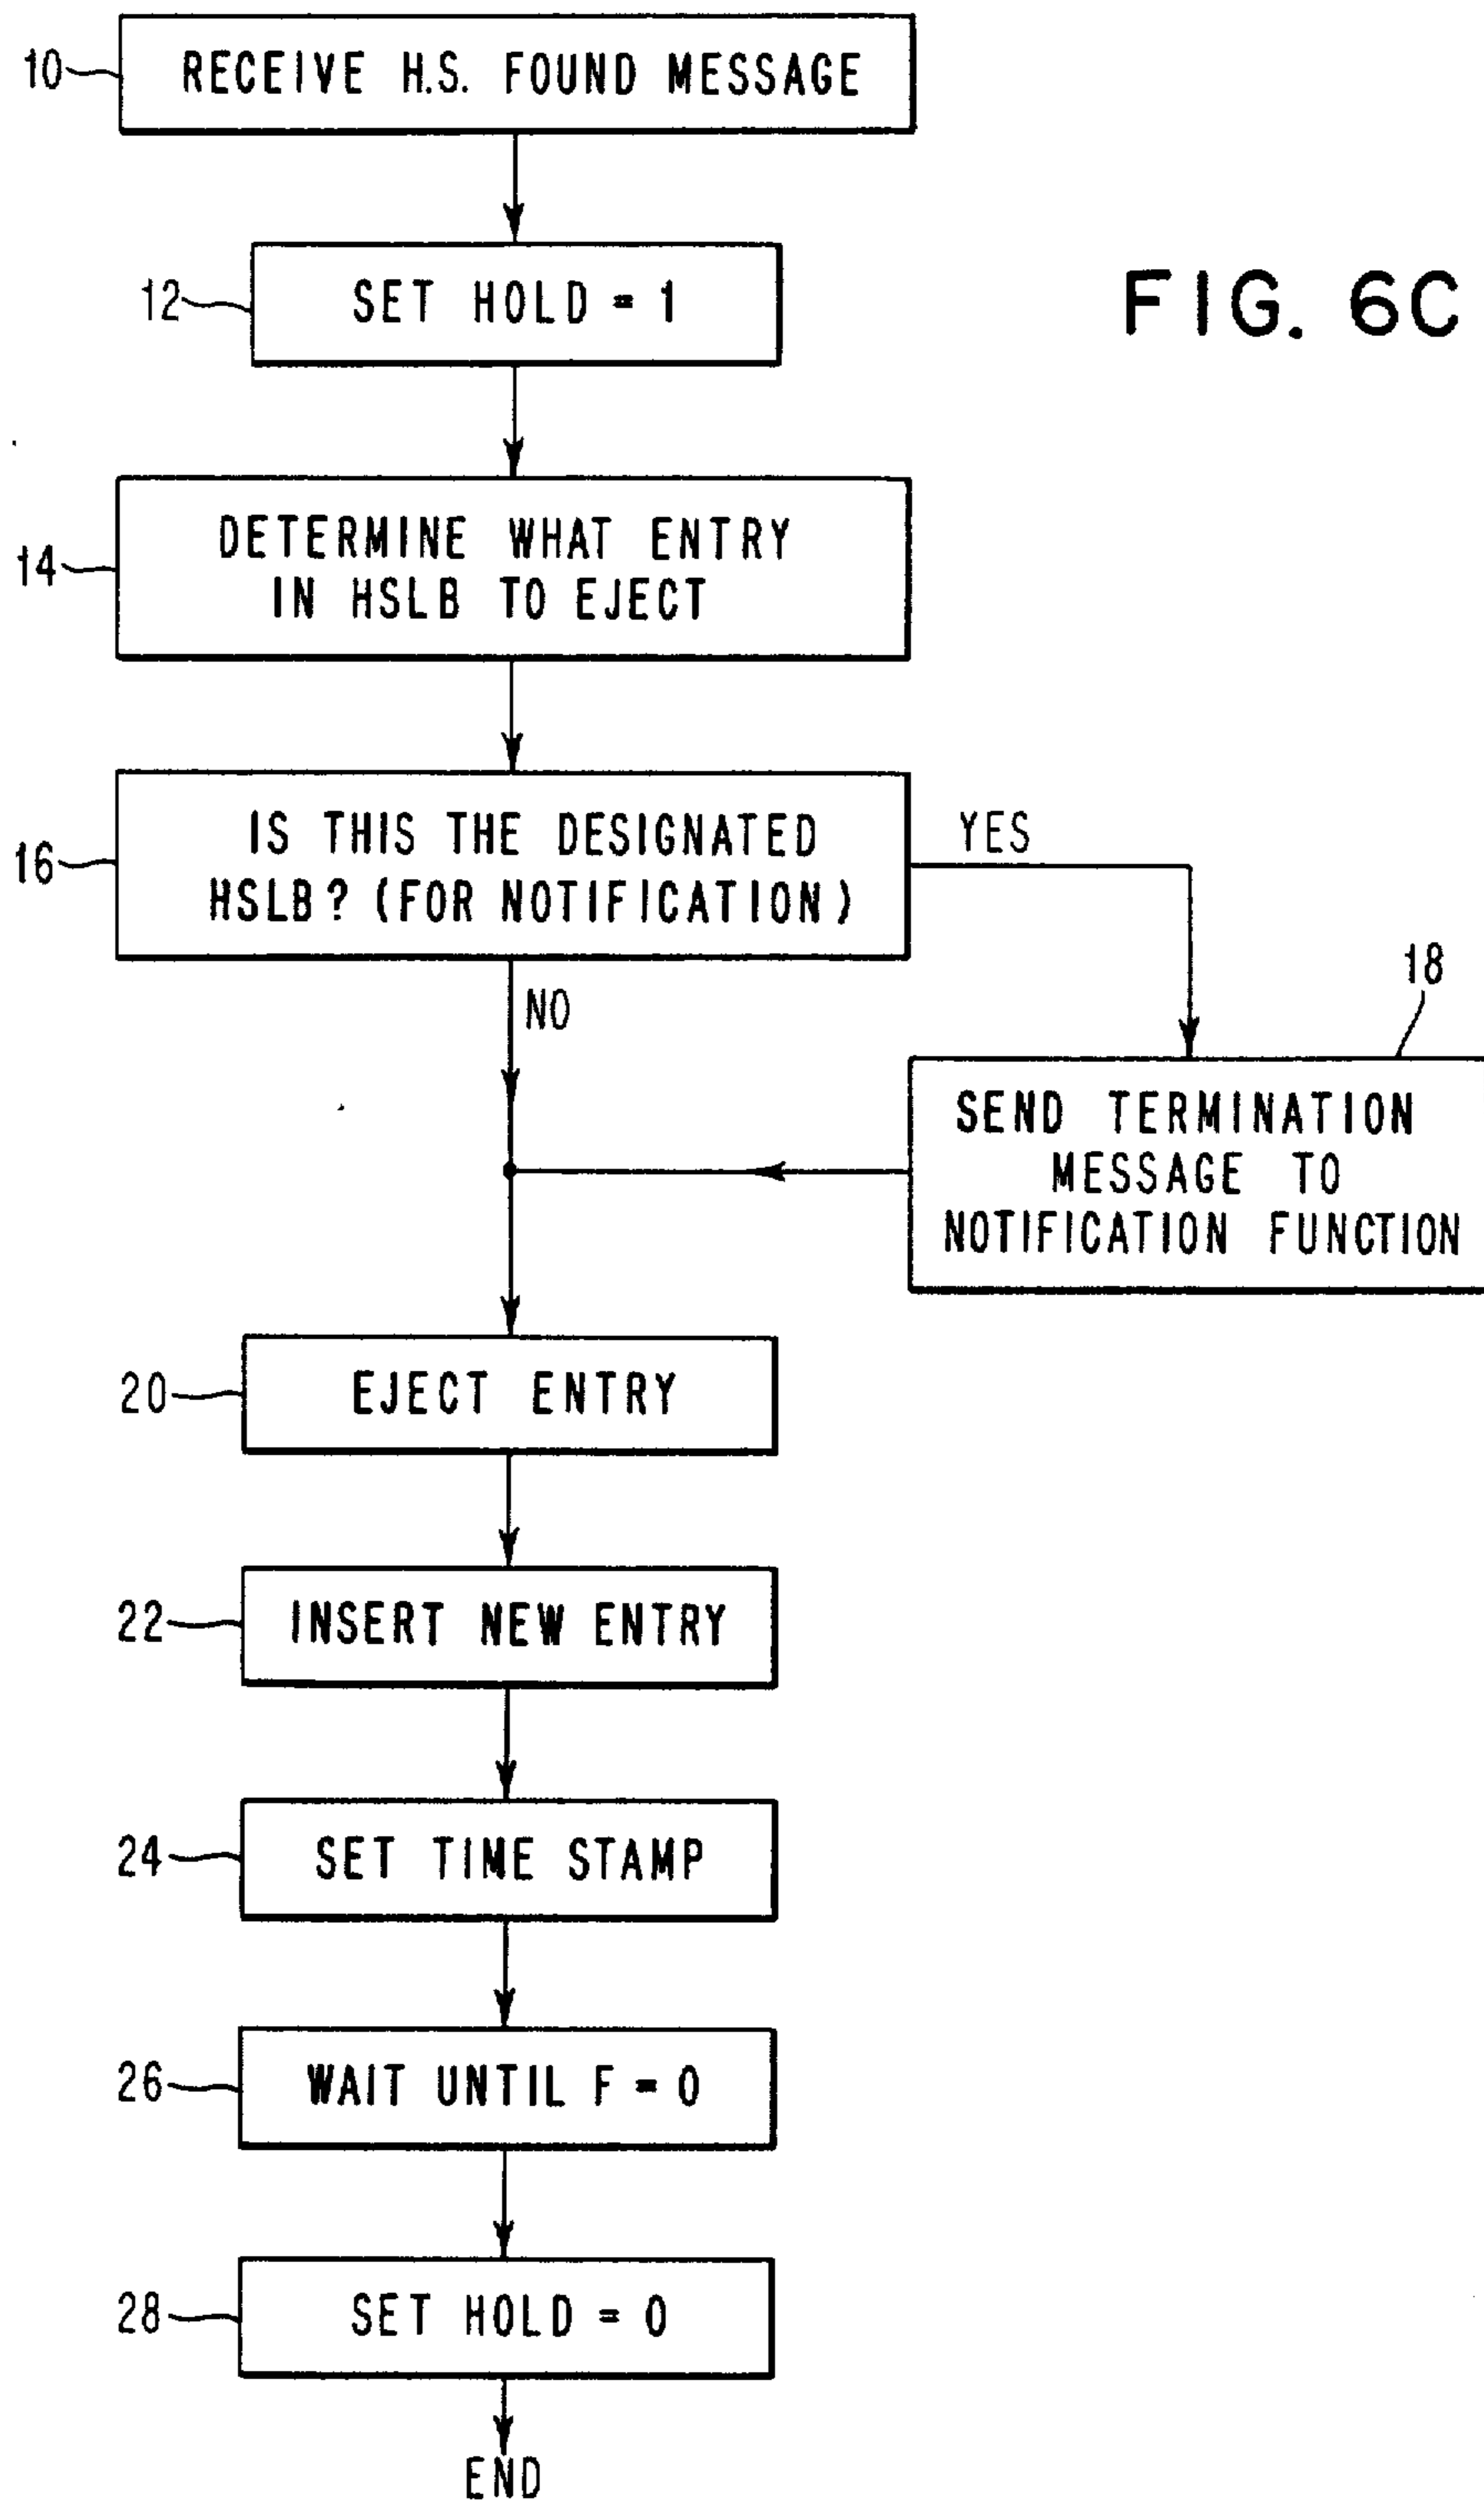 10
RECEIVE H.S. FOUND MESSAGE
12
SET HOLD = 1
FIG. 6C
14
DETERMINE WHAT ENTRY
IN HSLB TO EJECT
16
IS THIS THE DESIGNATED
HSLB? (FOR NOTIFICATION)
YES
NO
18
SEND TERMINATION
MESSAGE TO
NOTIFICATION FUNCTION
20
EJECT ENTRY
22
INSERT NEW ENTRY
24
SET TIME STAMP
26
WAIT UNTIL F = 0
28
SET HOLD = 0
END